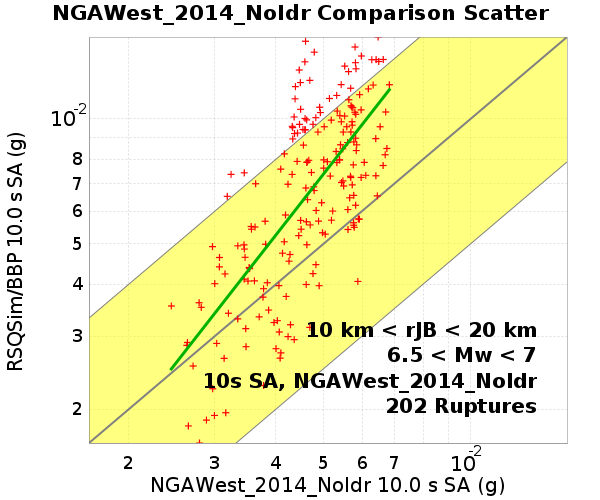 NGAWest_2014_NoIdr Comparison Scatter
RSQSim/BBP 10.0 s SA (g)
10^-2
8
7
6
5
4
3
2
10 km < rJB < 20 km
6.5 < Mw < 7
10s SA, NGAWest_2014_NoIdr
202 Ruptures
2 3 4 5 6 7 10^-2
NGAWest_2014_NoIdr 10.0 s SA (g)